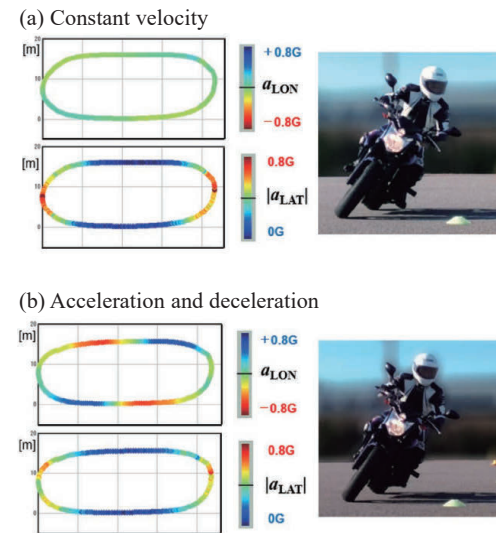 (a) Constant velocity
[m]
20
10
0
+0.8G
aLON
−0.8G
20
10
0
0.8G
|aLAT|
0G
(b) Acceleration and deceleration
[m]
20
10
0
+0.8G
aLON
−0.8G
[m]
20
10
0
0.8G
|aLAT|
0G